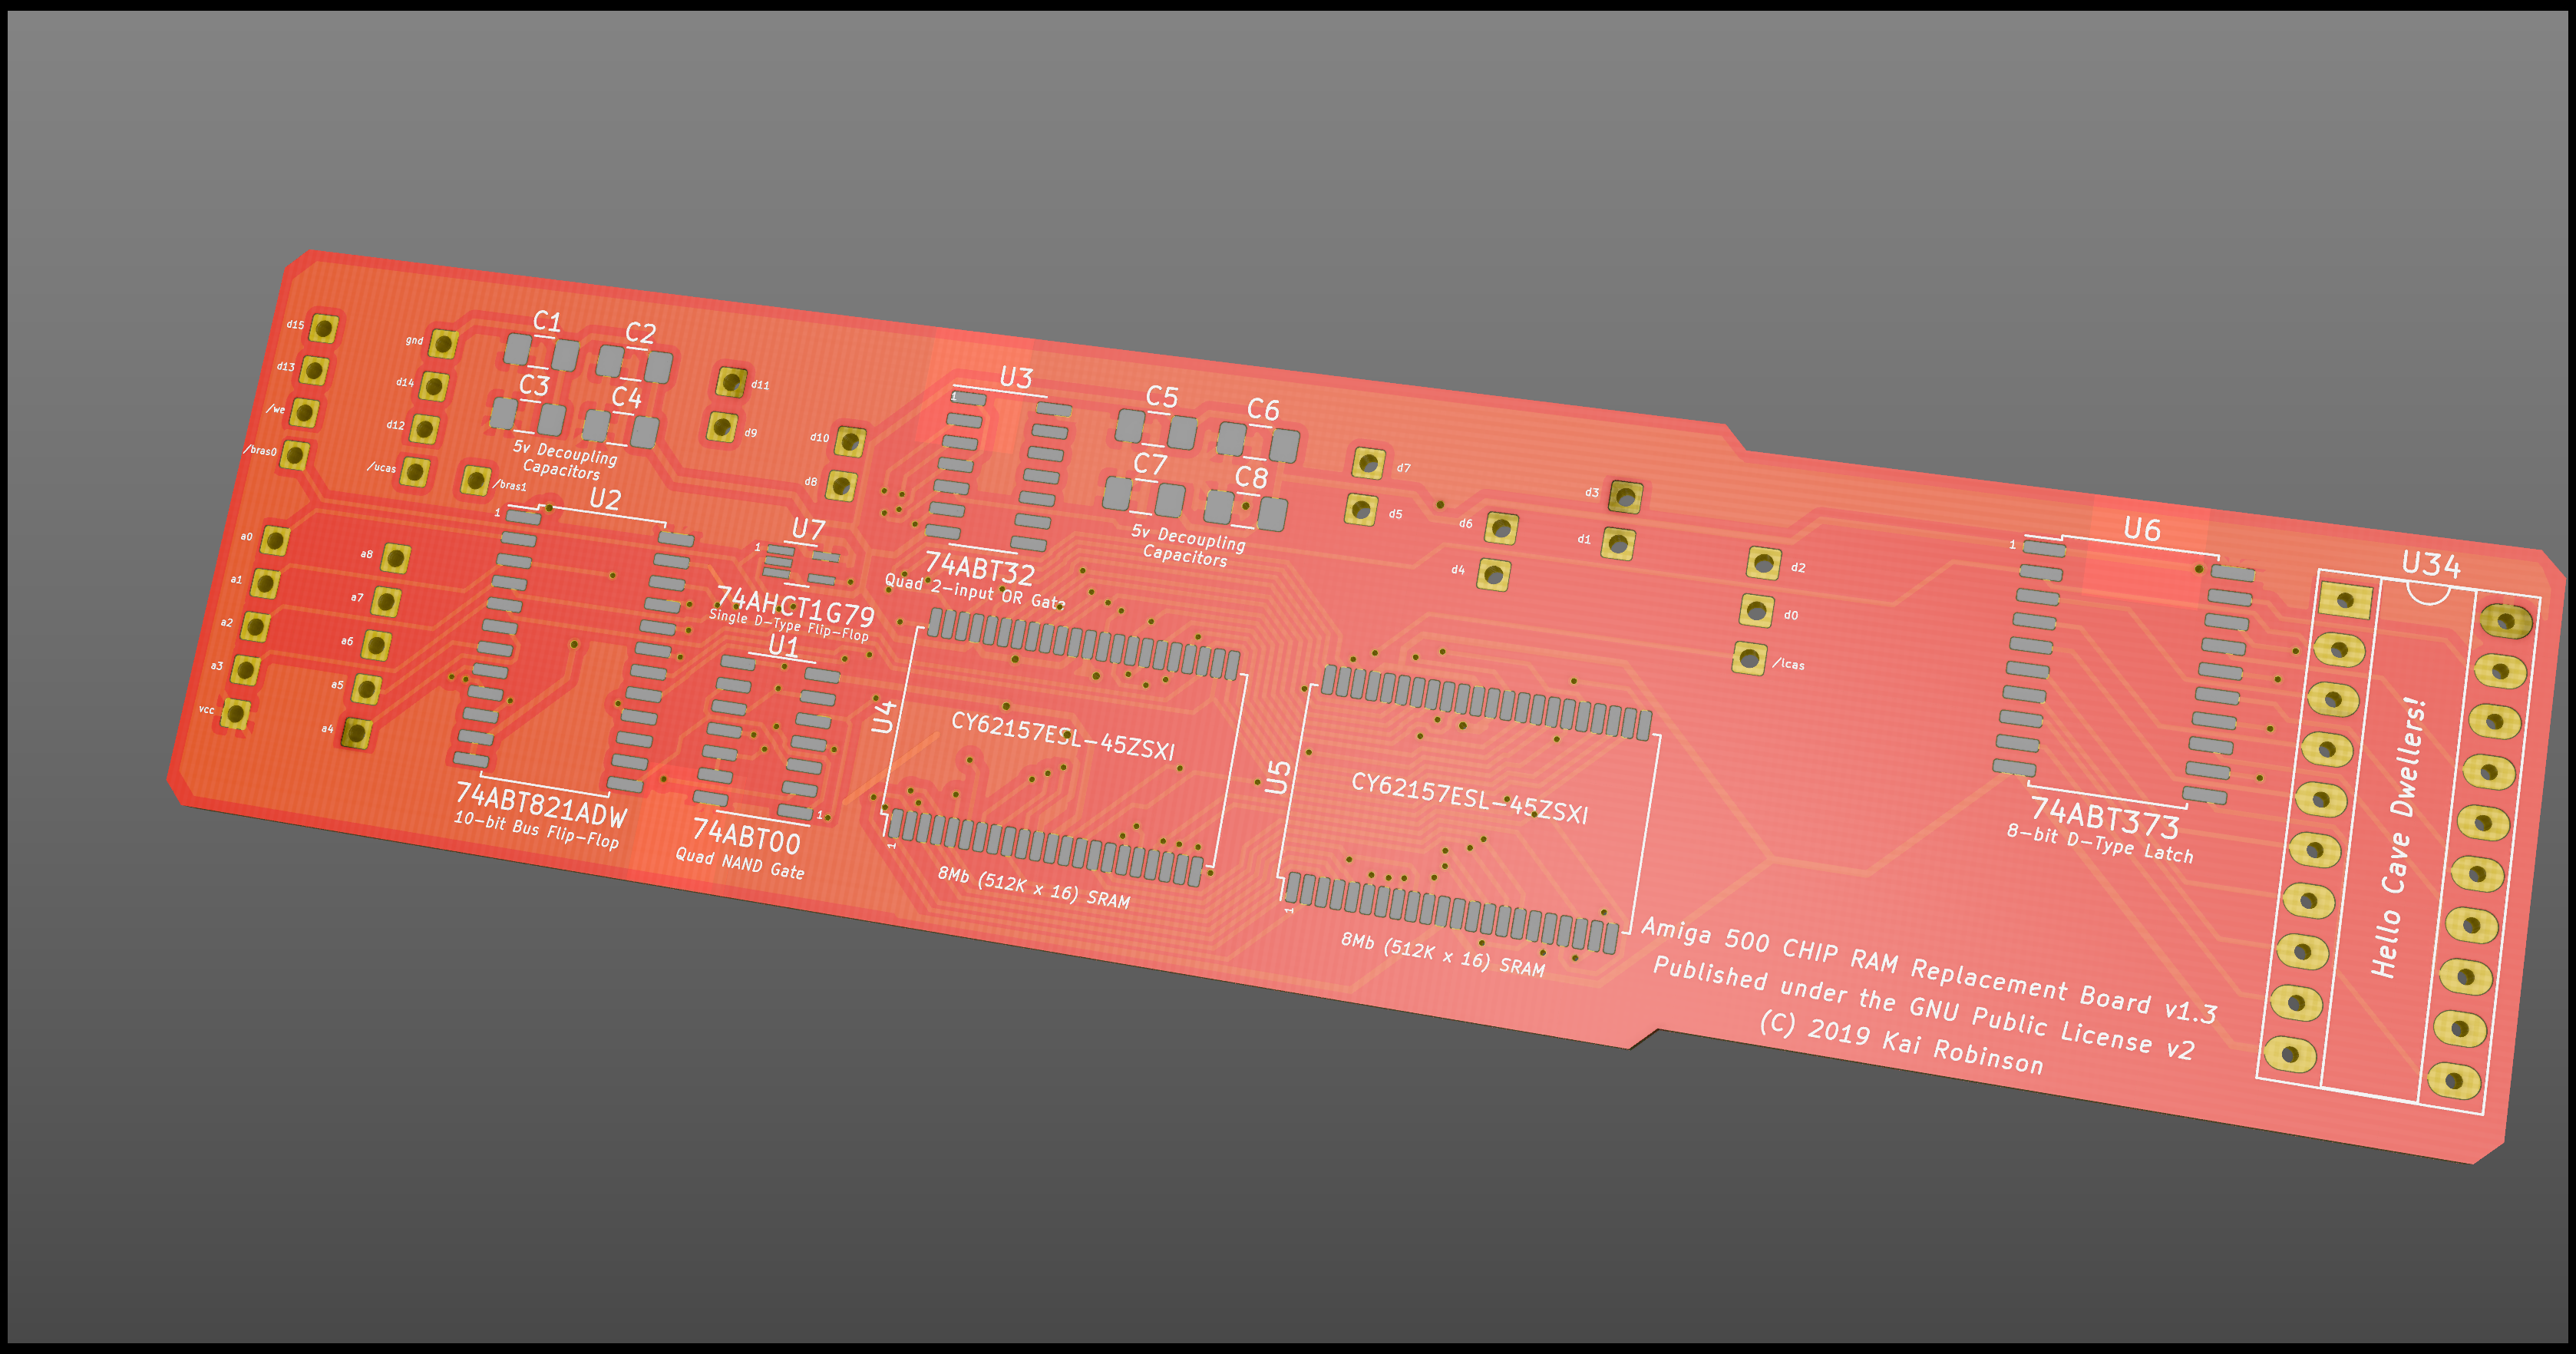 d15
d13
/we
/bras0
gnd
d14
d12
/ucas
/bras1
C1
C2
C3
C4
5v Decoupling
Capacitors
d11
d9
d10
d8
a0
a1
a2
a3
vcc
a8
a7
a6
a5
a4
U2
1
74ABT821ADW
10-bit Bus Flip-Flop
U7
1
74AHCT1G79
Single D-Type Flip-Flop
U1
1
74ABT00
Quad NAND Gate
U3
1
74ABT32
Quad 2-input OR Gate
C5
C6
C7
C8
5v Decoupling
Capacitors
U4
CY62157ESL-45ZSXI
1
8Mb (512K x 16) SRAM
U5
CY62157ESL-45ZSXI
1
8Mb (512K x 16) SRAM
d7
d5
d6
d4
d3
d1
d2
d0
/lcas
U6
1
74ABT373
8-bit D-Type Latch
U34
Hello Cave Dwellers!
Amiga 500 CHIP RAM Replacement Board v1.3
Published under the GNU Public License v2
(C) 2019 Kai Robinson